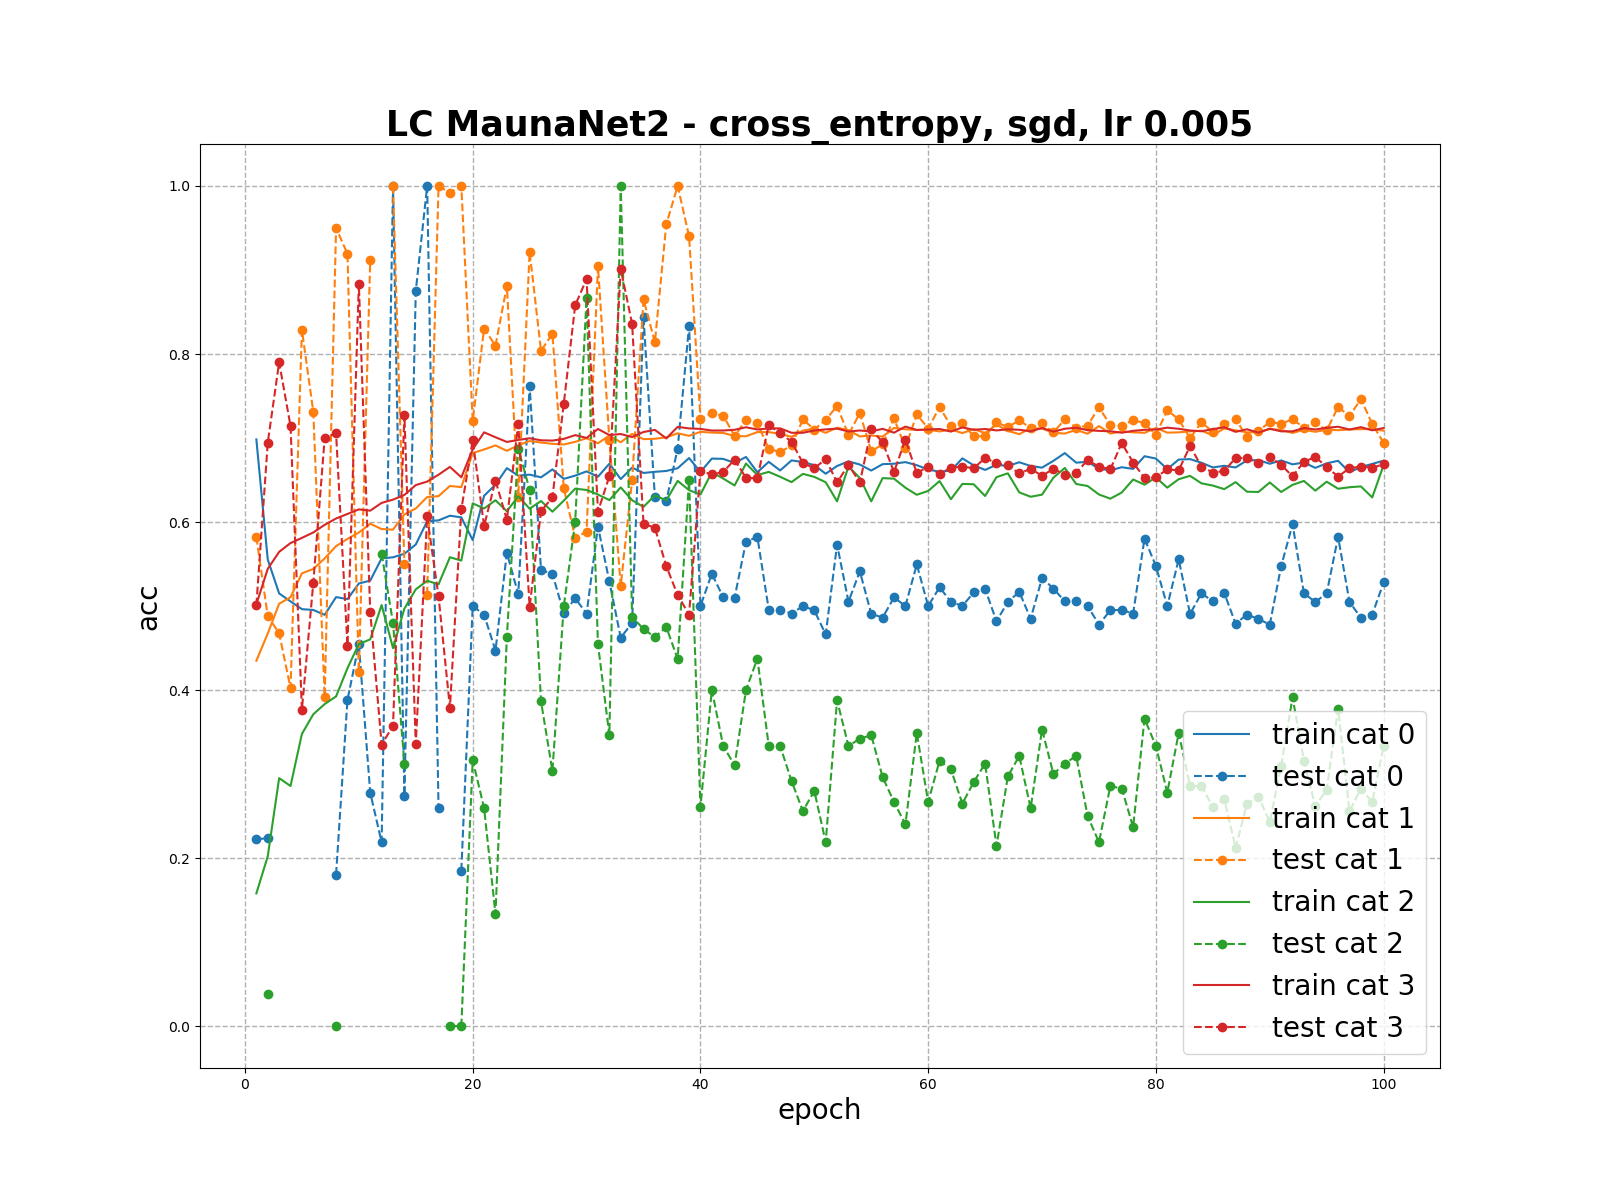 LC MaunaNet2 - cross_entropy, sgd, lr 0.005
1.0
0.8
0.6
0.4
0.2
0.0
acc
train cat 0
test cat 0
train cat 1
test cat 1
train cat 2
test cat 2
train cat 3
test cat 3
0 20 40 60 80 100
epoch